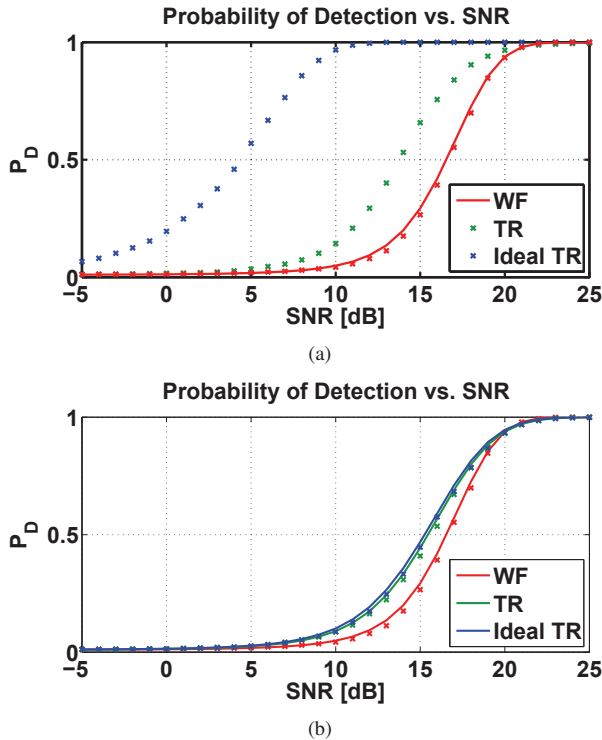 Probability of Detection vs. SNR
1
0.5
0
P_D
WF
TR
Ideal TR
−5 0 5 10 15 20 25
SNR [dB]
(a)
Probability of Detection vs. SNR
1
0.5
0
P_D
WF
TR
Ideal TR
−5 0 5 10 15 20 25
SNR [dB]
(b)